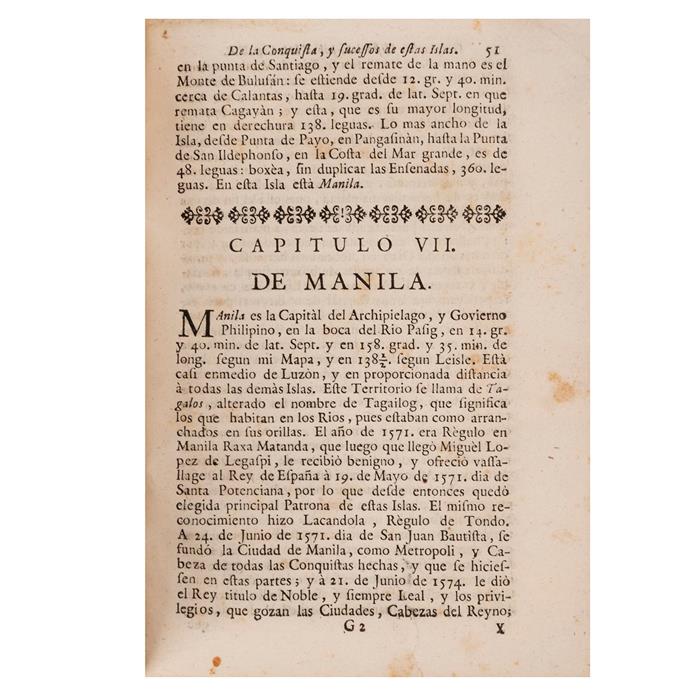 De la Conquista, y sucessos de estas Islas. 51
en la punta de Santiago, y el remate de la mano es el
Monte de Bulusán: se estiende desde 12. gr. y 40. min.
cerca de Calantas, hasta 19. grad. de lat. Sept. en que
remata Cagayàn; y esta, que es su mayor longitud,
tiene en derechura 138. leguas. Lo mas ancho de la
Isla, desde Punta de Payo, en Pangasinàn, hasta la Punta
de San Ildephonso, en la Costa del Mar grande, es de
48. leguas: boxèa, sin duplicar las Ensenadas, 360. le-
guas. En esta Isla està Manila.
CAPITULO VII.
DE MANILA.
MAnila es la Capitàl del Archipielago, y Govierno
Philipino, en la boca del Rio Pasig, en 14. gr.
y 40. min. de lat. Sept. y en 158. grad. y 35. min. de
long. segun mi Mapa, y en 138½. segun Leisle. Està
casi enmedio de Luzòn, y en proporcionada distancia
à todas las demàs Islas. Este Territorio se llama de Ta-
galos, alterado el nombre de Tagailog, que significa
los que habitan en los Rios, pues estaban como arran-
chados en sus orillas. El año de 1571. era Règulo en
Manila Raxa Matanda, que luego que llegò Miguèl Lo-
pez de Legaspi, le recibiò benigno, y ofreciò vassa-
llage al Rey de España à 19. de Mayo de 1571. dia de
Santa Potenciana, por lo que desde entonces quedò
elegida principal Patrona de estas Islas. El mismo re-
conocimiento hizo Lacandola, Règulo de Tondo.
A 24. de Junio de 1571. dia de San Juan Bautista, se
fundò la Ciudad de Manila, como Metropoli, y Ca-
beza de todas las Conquistas hechas, y que se hicies-
sen en estas partes; y à 21. de Junio de 1574. le diò
el Rey titulo de Noble, y siempre Leal, y los privi-
legios, que gozan las Ciudades, Cabezas del Reyno;
G2 y